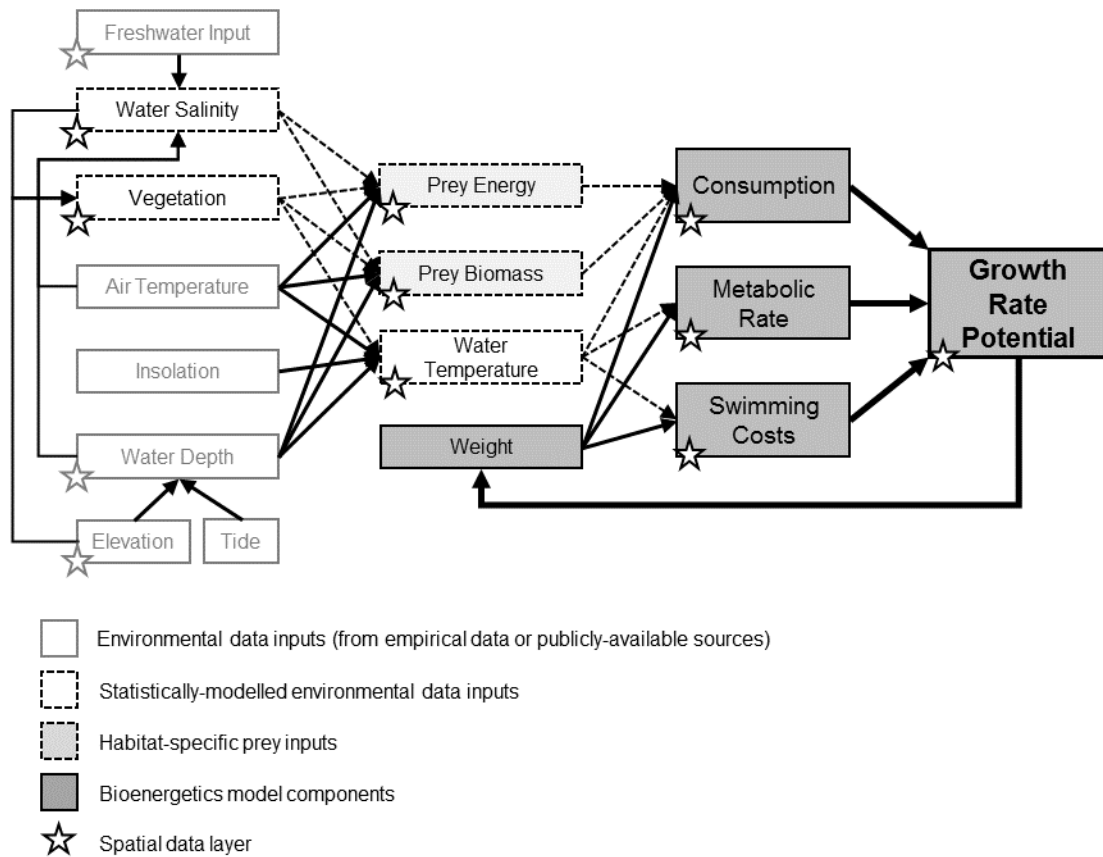 Freshwater Input
Water Salinity
Vegetation
Air Temperature
Insolation
Water Depth
Elevation
Tide
Prey Energy
Prey Biomass
Water
Temperature
Weight
Consumption
Metabolic
Rate
Swimming
Costs
Growth
Rate
Potential
Environmental data inputs (from empirical data or publicly-available sources)
Statistically-modelled environmental data inputs
Habitat-specific prey inputs
Bioenergetics model components
Spatial data layer